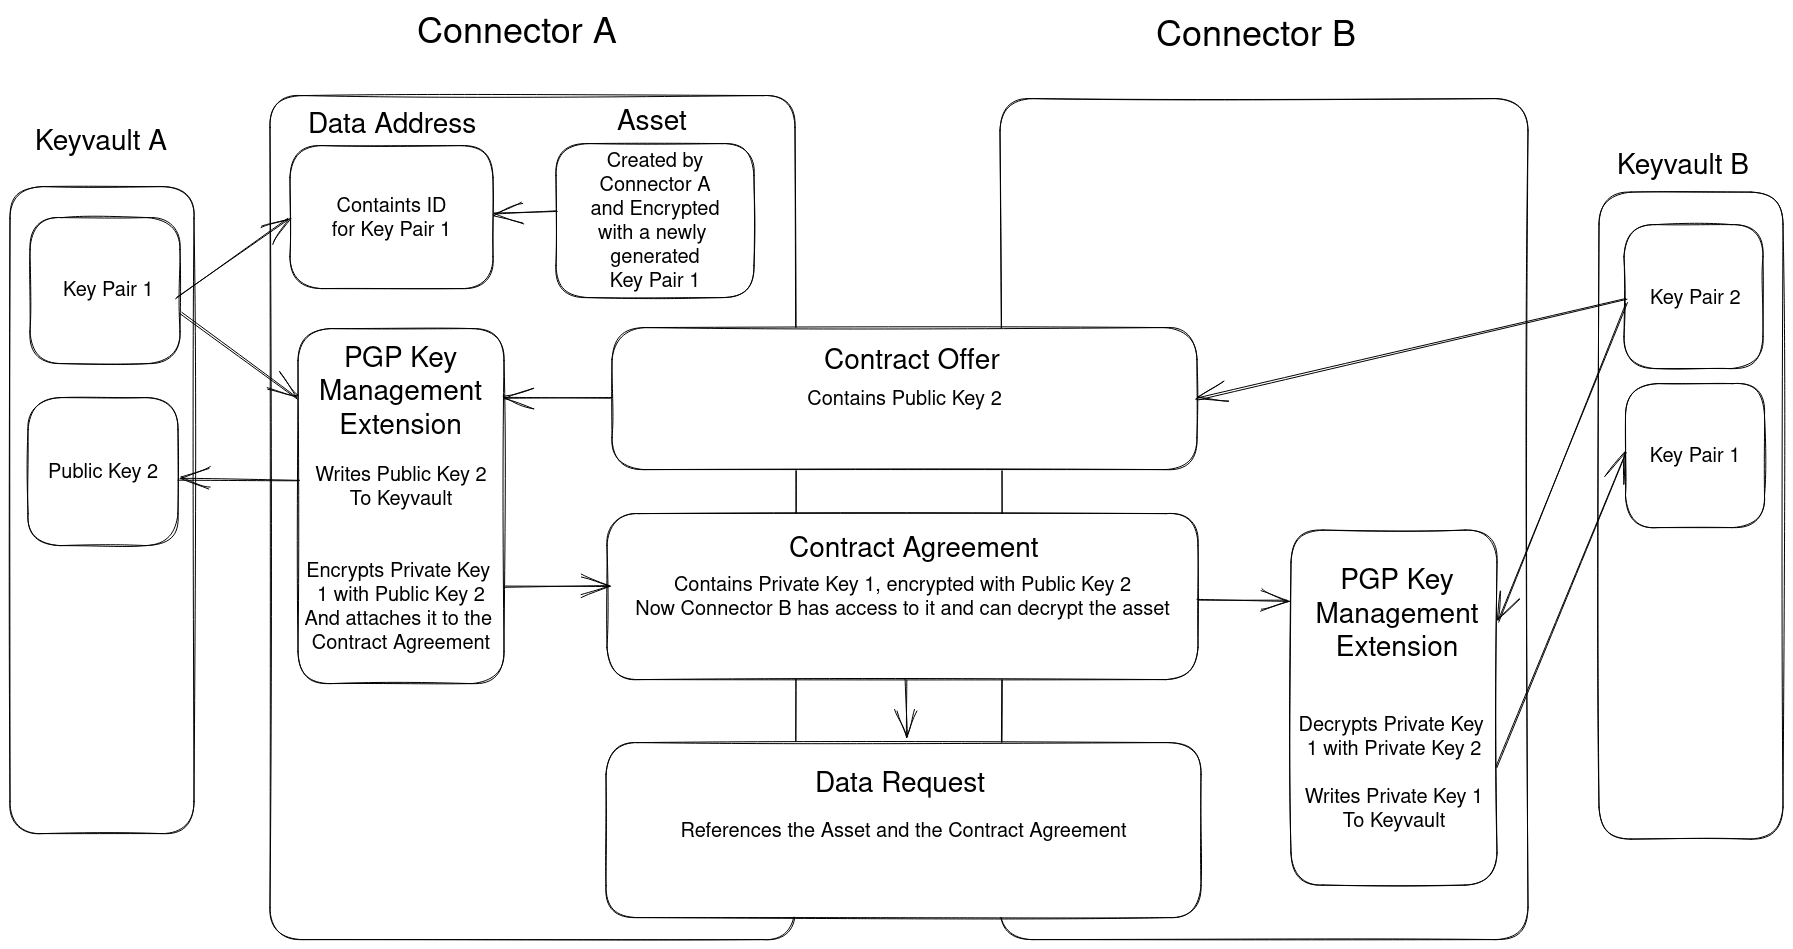 Connector A
Connector B
Keyvault A
Key Pair 1
Public Key 2
Data Address
Containts ID
for Key Pair 1
Asset
Created by
Connector A
and Encrypted
with a newly
generated
Key Pair 1
PGP Key
Management
Extension
Writes Public Key 2
To Keyvault
Encrypts Private Key
1 with Public Key 2
And attaches it to the
Contract Agreement
Contract Offer
Contains Public Key 2
Contract Agreement
Contains Private Key 1, encrypted with Public Key 2
Now Connector B has access to it and can decrypt the asset
Data Request
References the Asset and the Contract Agreement
PGP Key
Management
Extension
Decrypts Private Key
1 with Private Key 2
Writes Private Key 1
To Keyvault
Keyvault B
Key Pair 2
Key Pair 1